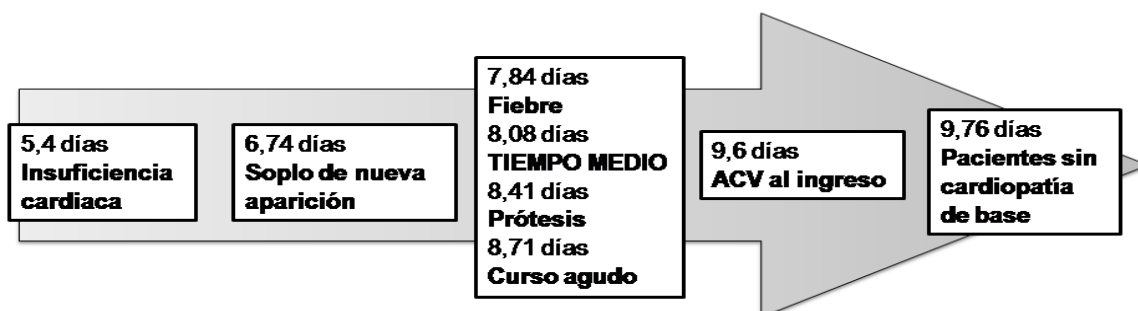 5,4 días
Insuficiencia
cardiaca
6,74 días
Soplo de nueva
aparición
7,84 días
Fiebre
8,08 días
TIEMPO MEDIO
8,41 días
Prótesis
8,71 días
Curso agudo
9,6 días
ACV al ingreso
9,76 días
Pacientes sin
cardiopatía
de base